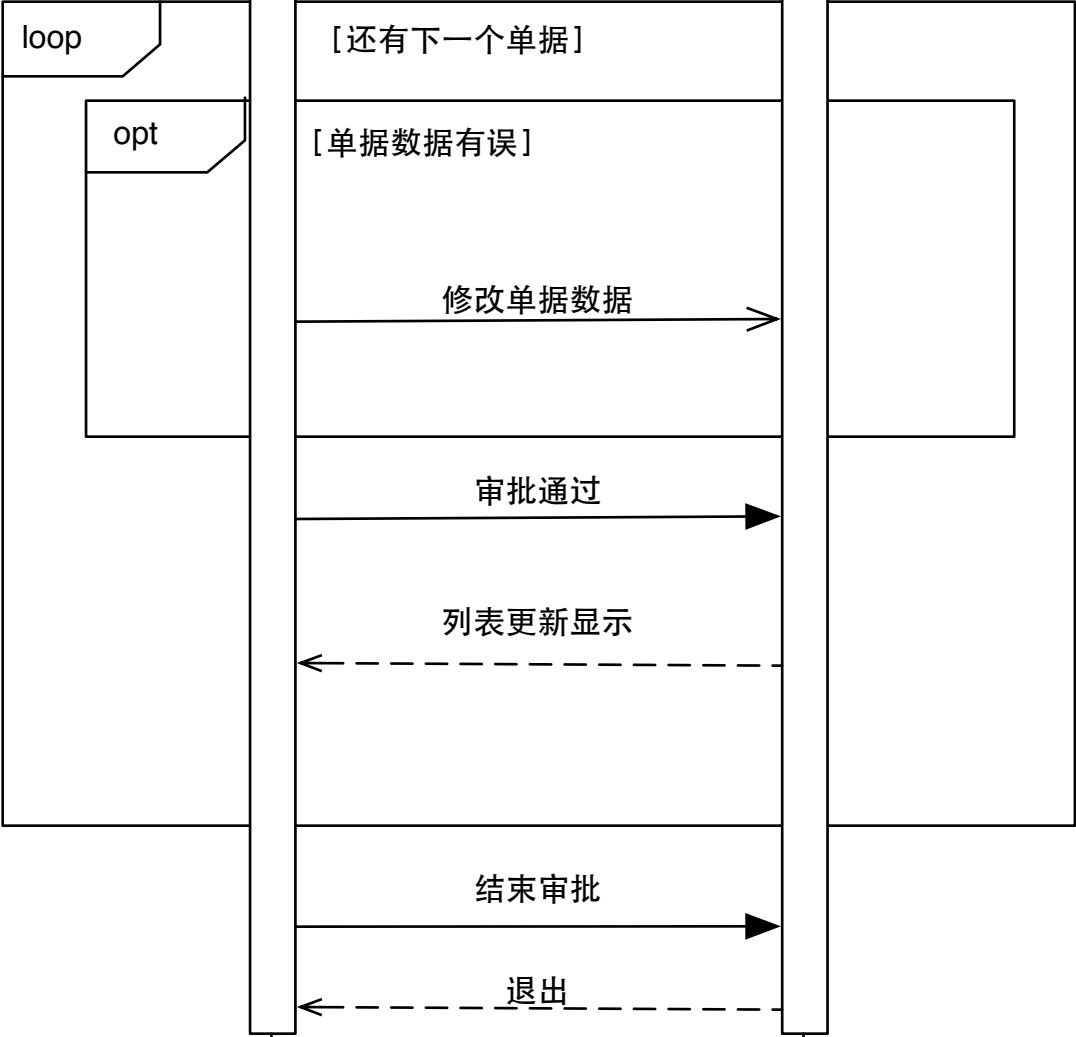 loop
[还有下一个单据]
opt
[单据数据有误]
修改单据数据
审批通过
列表更新显示
结束审批
退出